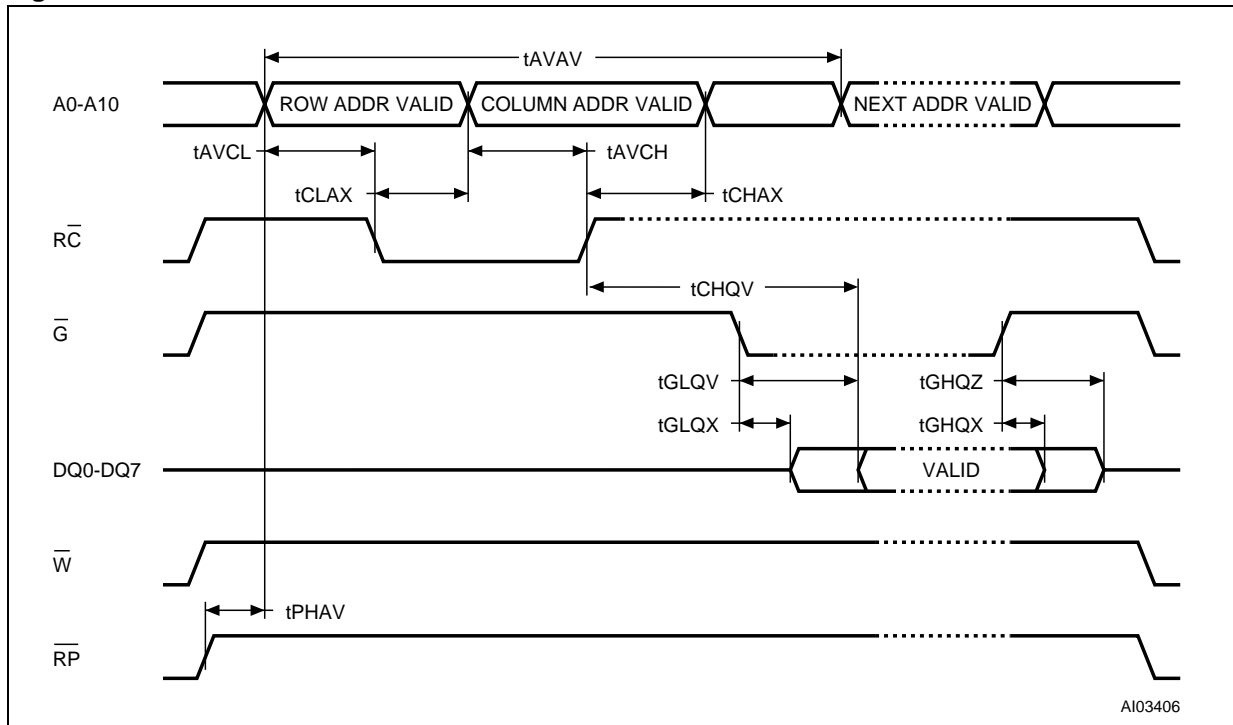 tAVAV
A0-A10
ROW ADDR VALID
COLUMN ADDR VALID
NEXT ADDR VALID
tAVCL
tAVCH
tCLAX
tCHAX
RC̅
tCHQV
G̅
tGLQV
tGHQZ
tGLQX
tGHQX
DQ0-DQ7
VALID
W̅
tPHAV
R̅P̅
AI03406